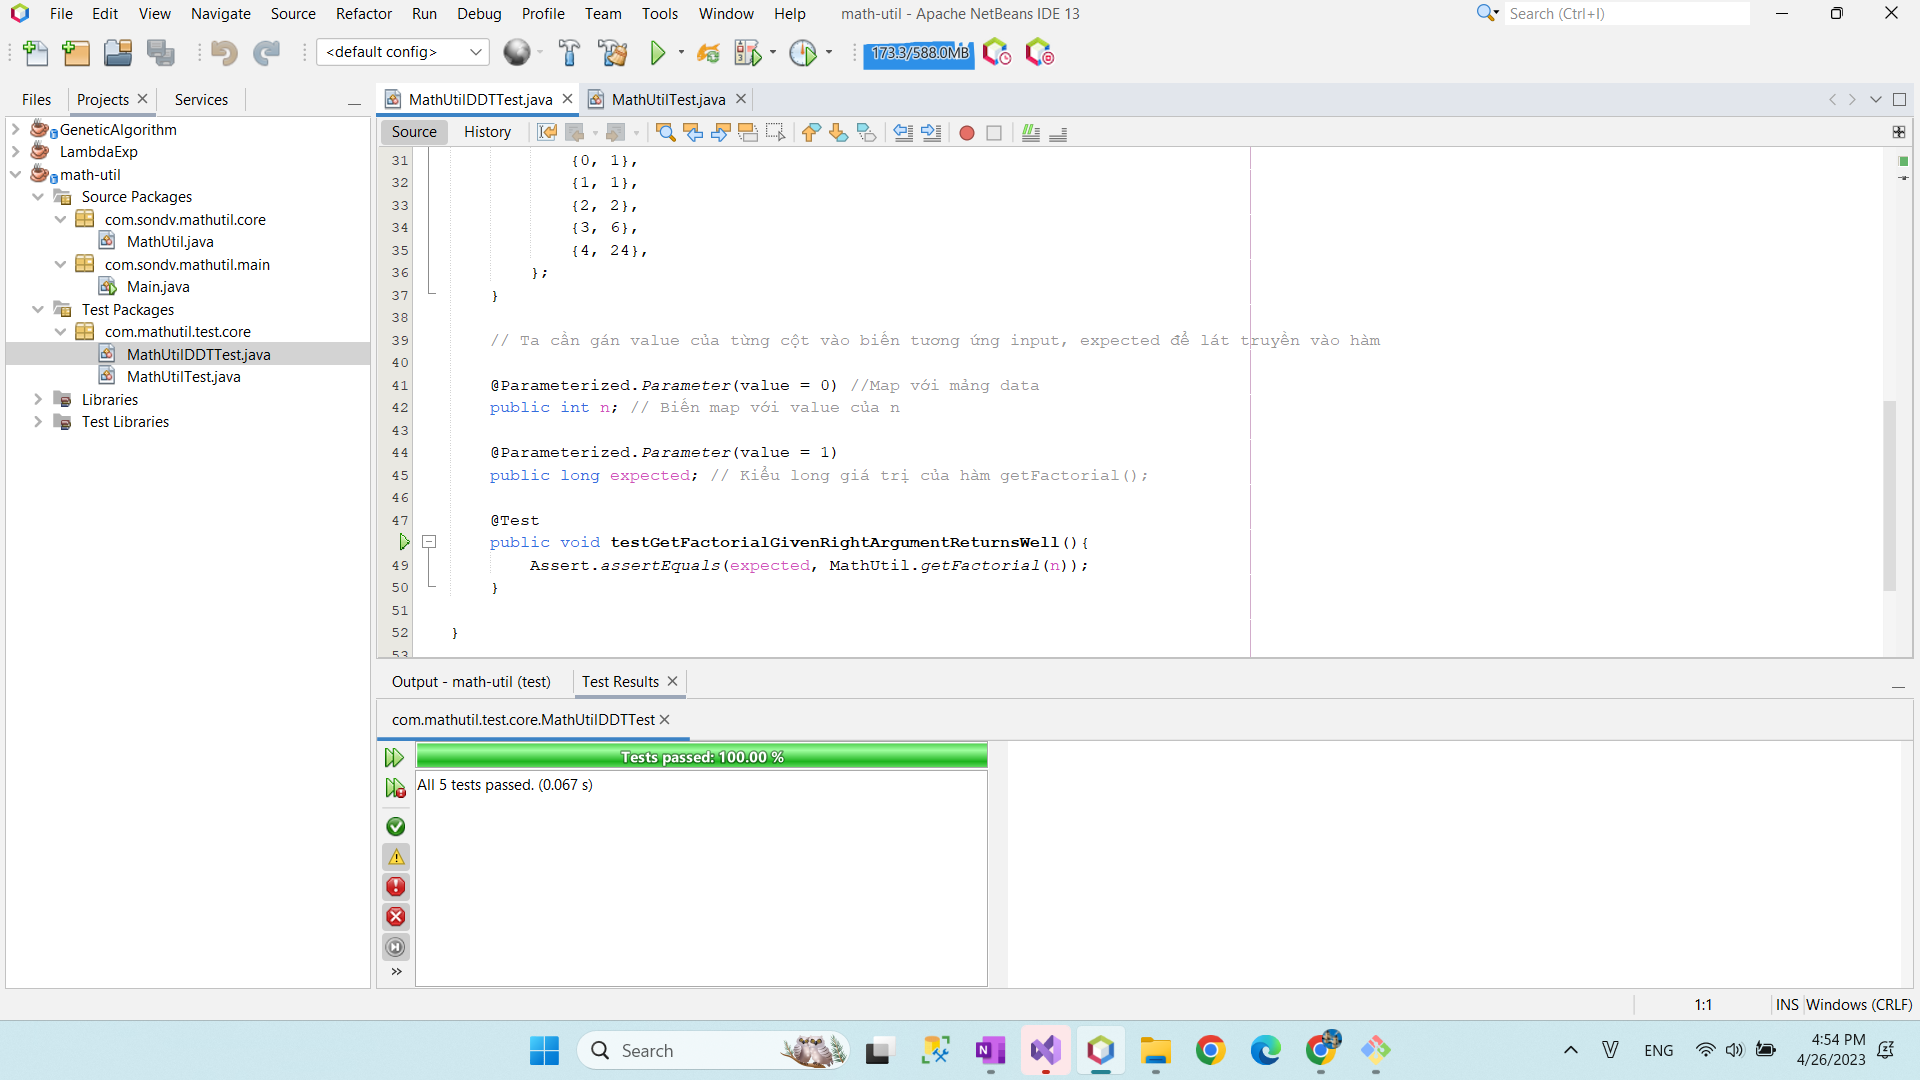 File Edit View Navigate Source Refactor Run Debug Profile Team Tools Window Help math-util - Apache NetBeans IDE 13 Search (Ctrl+I)
<default config> 173.3/588.0MB
Files Projects Services
GeneticAlgorithm
LambdaExp
math-util
Source Packages
com.sondv.mathutil.core
MathUtil.java
com.sondv.mathutil.main
Main.java
Test Packages
com.mathutil.test.core
MathUtilDDTTest.java
MathUtilTest.java
Libraries
Test Libraries
MathUtilDDTTest.java MathUtilTest.java
Source History
31 {0, 1},
32 {1, 1},
33 {2, 2},
34 {3, 6},
35 {4, 24},
36 };
37 }
38
39 // Ta cần gán value của từng cột vào biến tương ứng input, expected để lát truyền vào hàm
40
41 @Parameterized.Parameter(value = 0) //Map với mảng data
42 public int n; // Biến map với value của n
43
44 @Parameterized.Parameter(value = 1)
45 public long expected; // Kiểu long giá trị của hàm getFactorial();
46
47 @Test
public void testGetFactorialGivenRightArgumentReturnsWell(){
49 Assert.assertEquals(expected, MathUtil.getFactorial(n));
50 }
51
52 }
53
Output - math-util (test) Test Results
com.mathutil.test.core.MathUtilDDTTest
Tests passed: 100.00 %
All 5 tests passed. (0.067 s)
1:1 INS Windows (CRLF)
Search
ENG
4:54 PM
4/26/2023